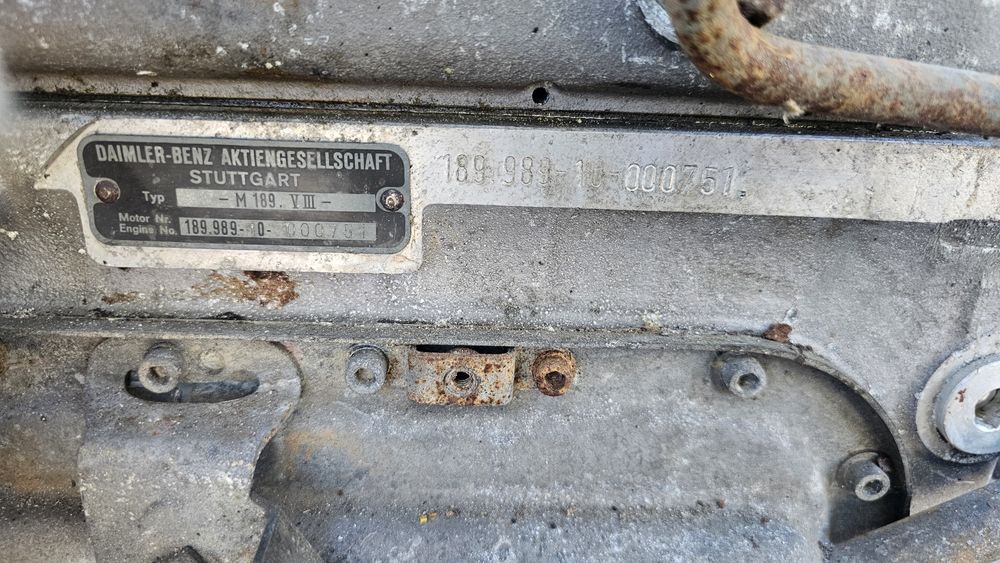 DAIMLER-BENZ AKTIENGESELLSCHAFT
STUTTGART
Typ - M 189. VIII -
Motor Nr.
Engine No. 189.989-10- 000751
189.989-10-000751